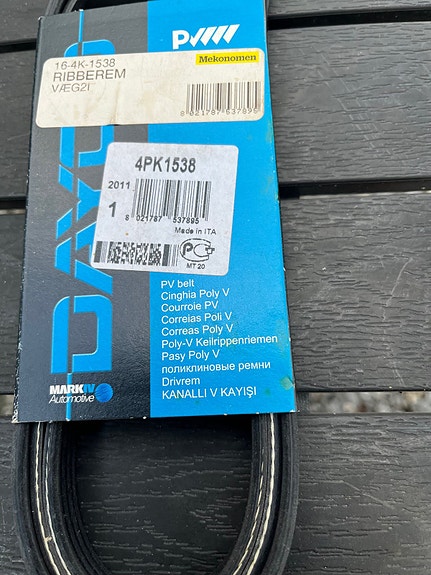 PV
16-4K-1538
Mekonomen
RIBBEREM
VÆG2I
8 021787 537895
4PK1538
2011
1
8 021787 537895
Made in ITA
MT 20
DAYCO
PV belt
Cinghia Poly V
Courroie PV
Correias Poli V
Correas Poly V
Poly-V Keilrippenriemen
Pasy Poly V
поликлиновые ремни
Drivrem
KANALLI V KAYIŞI
MARK IV
Automotive